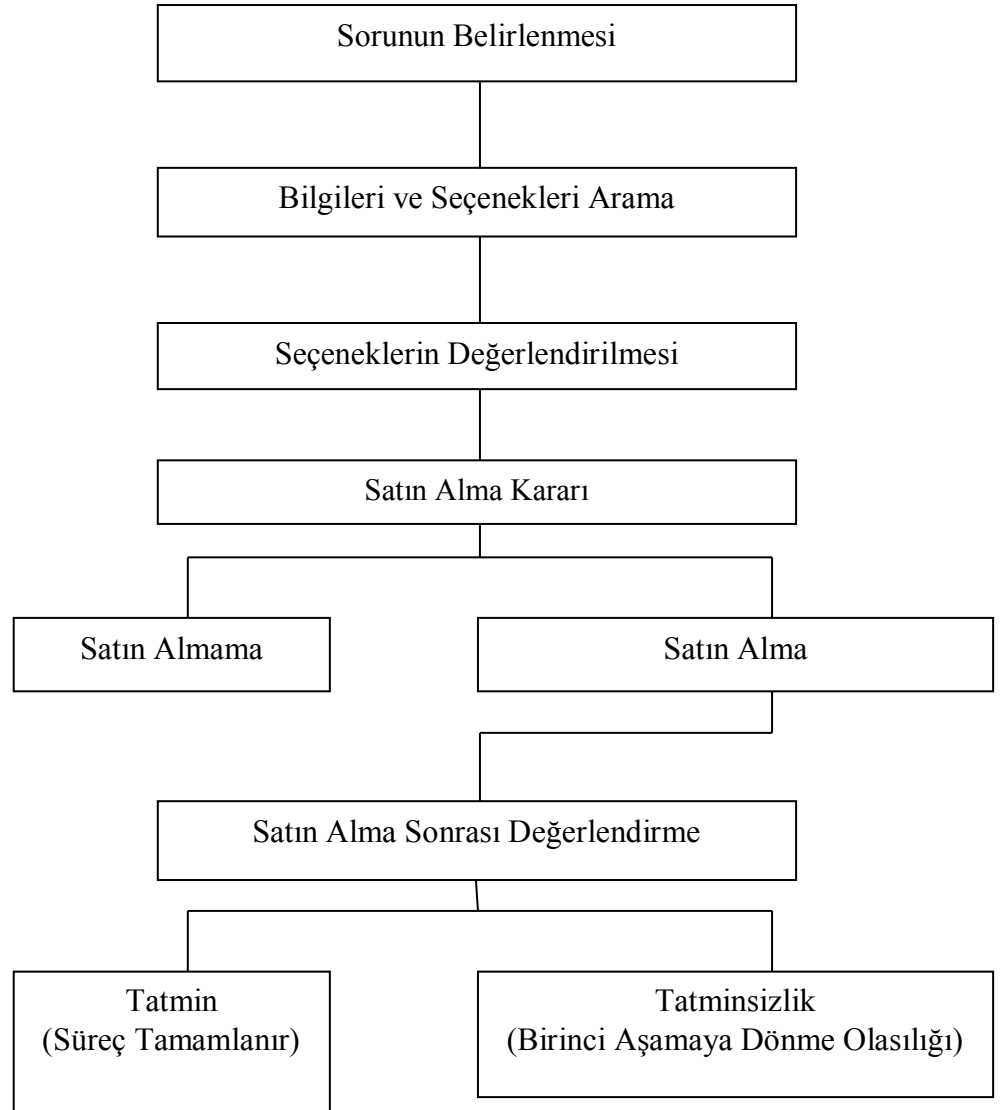 Sorunun Belirlenmesi
Bilgileri ve Seçenekleri Arama
Seçeneklerin Değerlendirilmesi
Satın Alma Kararı
Satın Almama
Satın Alma
Satın Alma Sonrası Değerlendirme
Tatmin
(Süreç Tamamlanır)
Tatminsizlik
(Birinci Aşamaya Dönme Olasılığı)